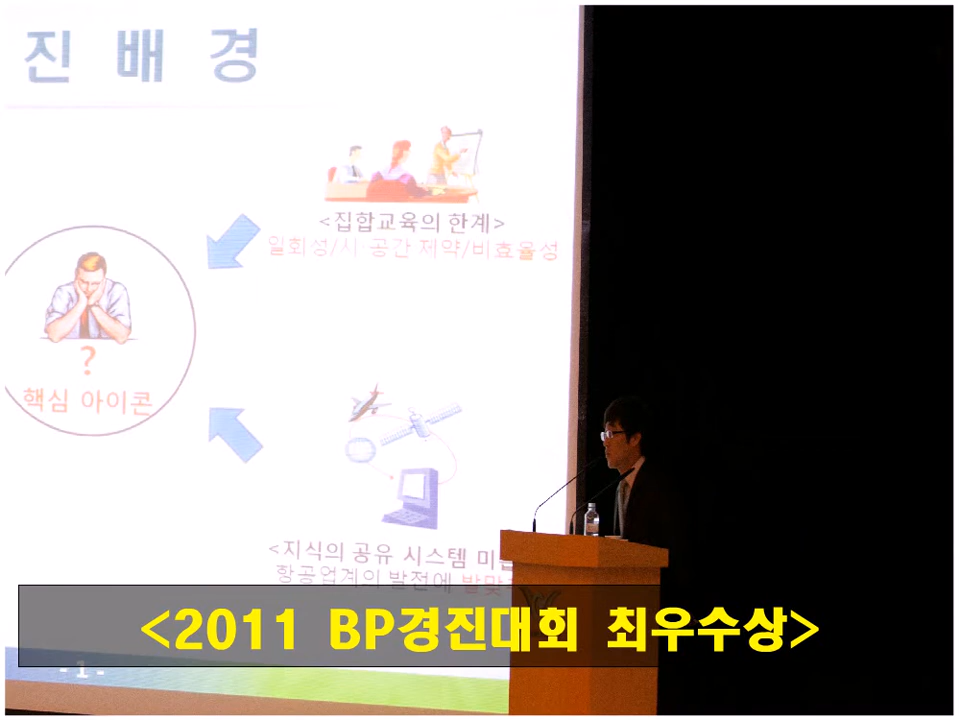 진 배 경
<집합교육의 한계>
일회성/시·공간 제약/비효율성
?
핵심 아이콘
<지식의 공유 시스템
항공업계의 발전에
<2011 BP경진대회 최우수상>
- 1 -